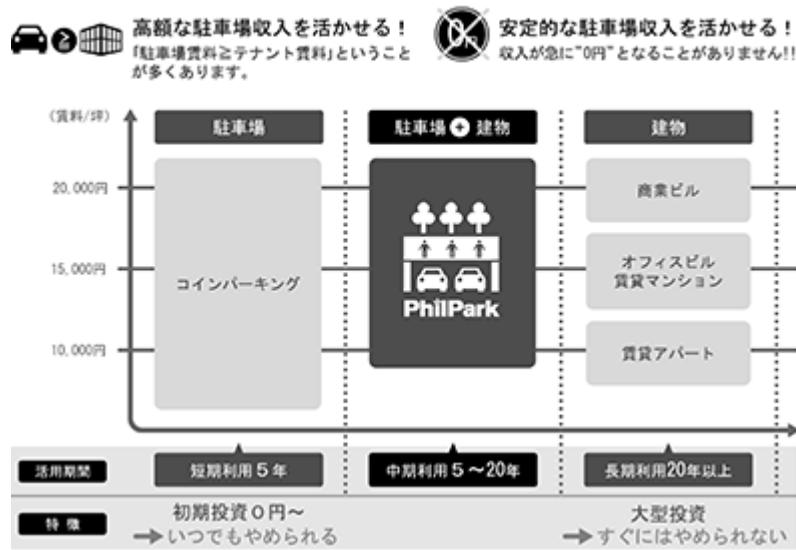 高額な駐車場収入を活かせる!
「駐車場賃料≧テナント賃料」ということ
が多くあります。
0円
安定的な駐車場収入を活かせる!
収入が急に"0円"となることがありません!!
(賃料/坪)
駐車場
駐車場+建物
建物
20,000円
15,000円
10,000円
コインパーキング
PhilPark
商業ビル
オフィスビル
賃貸マンション
賃貸アパート
活用期間
短期利用5年
中期利用5〜20年
長期利用20年以上
特徴
初期投資0円〜
→いつでもやめられる
大型投資
→すぐにはやめられない